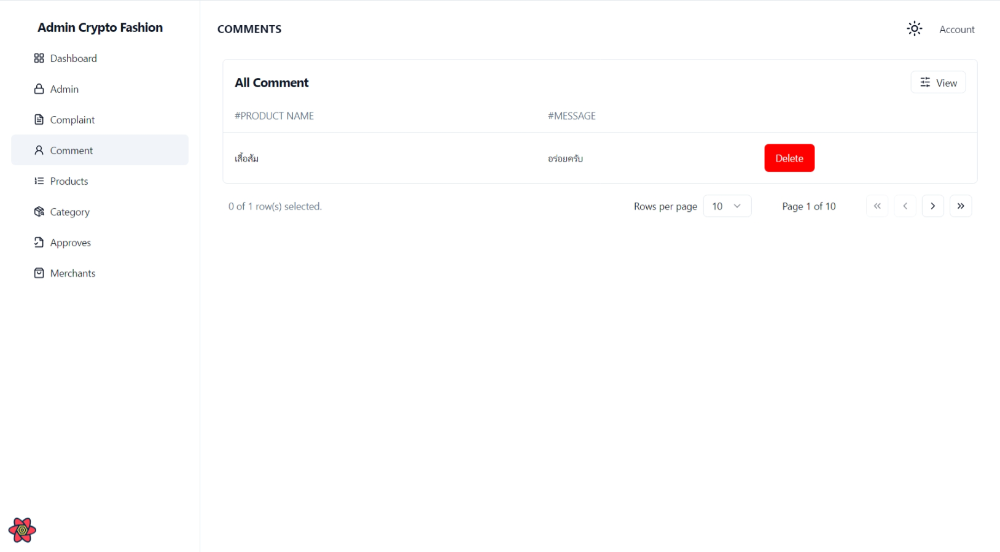 Admin Crypto Fashion
Dashboard
Admin
Complaint
Comment
Products
Category
Approves
Merchants
COMMENTS
Account
All Comment
View
#PRODUCT NAME #MESSAGE
เสื้อส้ม อร่อยครับ Delete
0 of 1 row(s) selected. Rows per page 10 Page 1 of 10